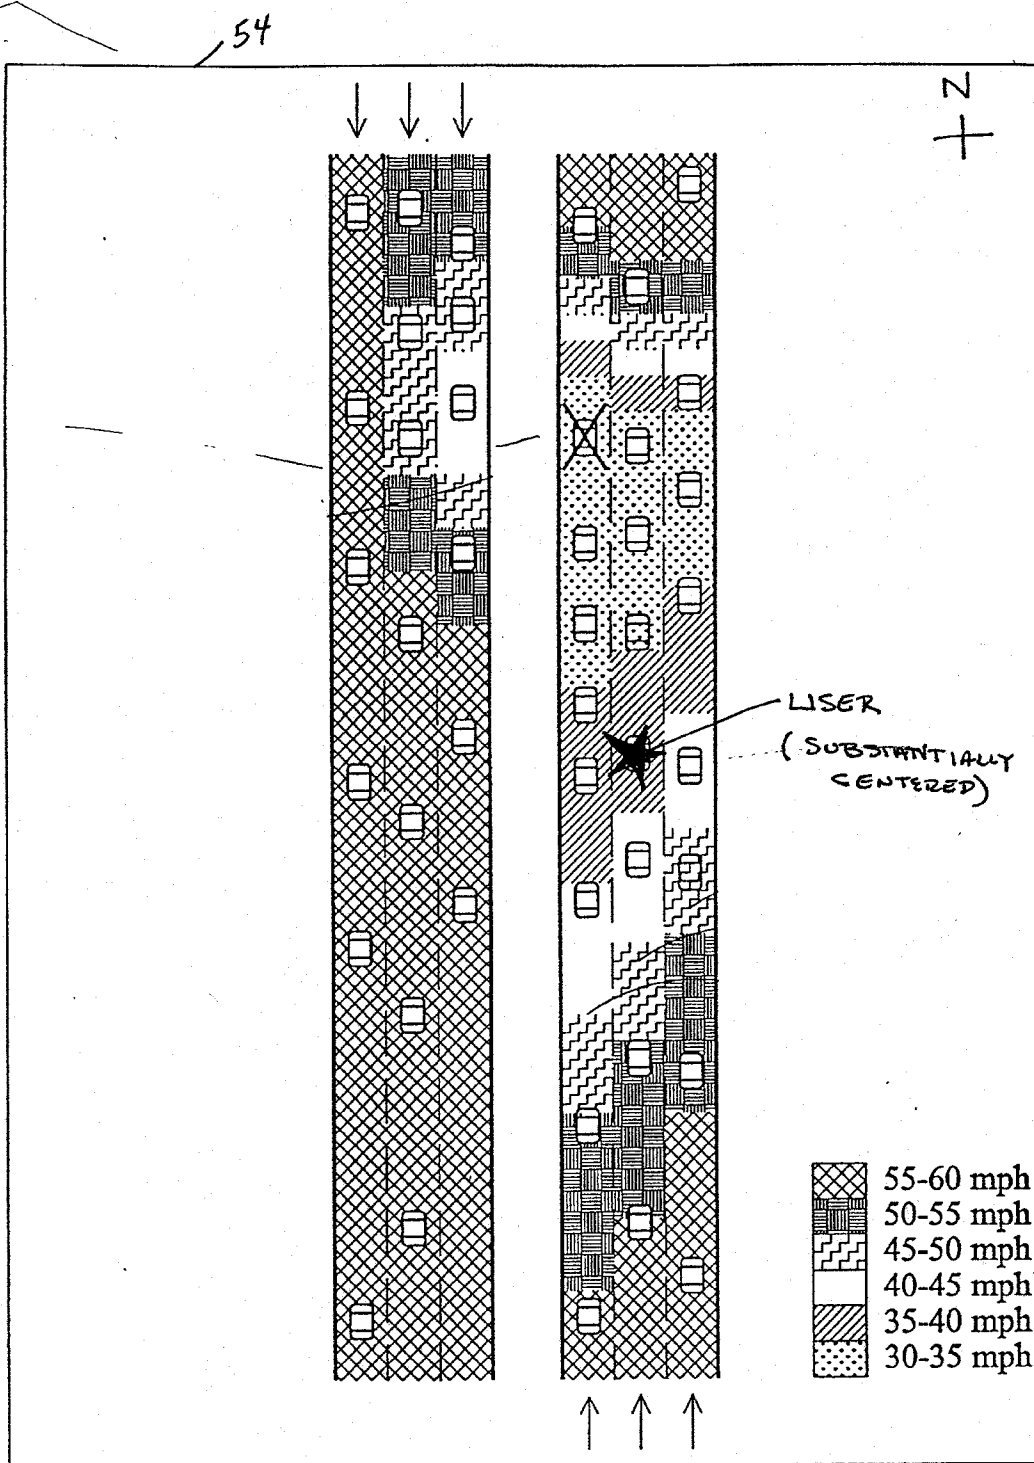 54
N
LISER
(SUBSTANTIALLY
CENTERED)
55-60 mph
50-55 mph
45-50 mph
40-45 mph
35-40 mph
30-35 mph